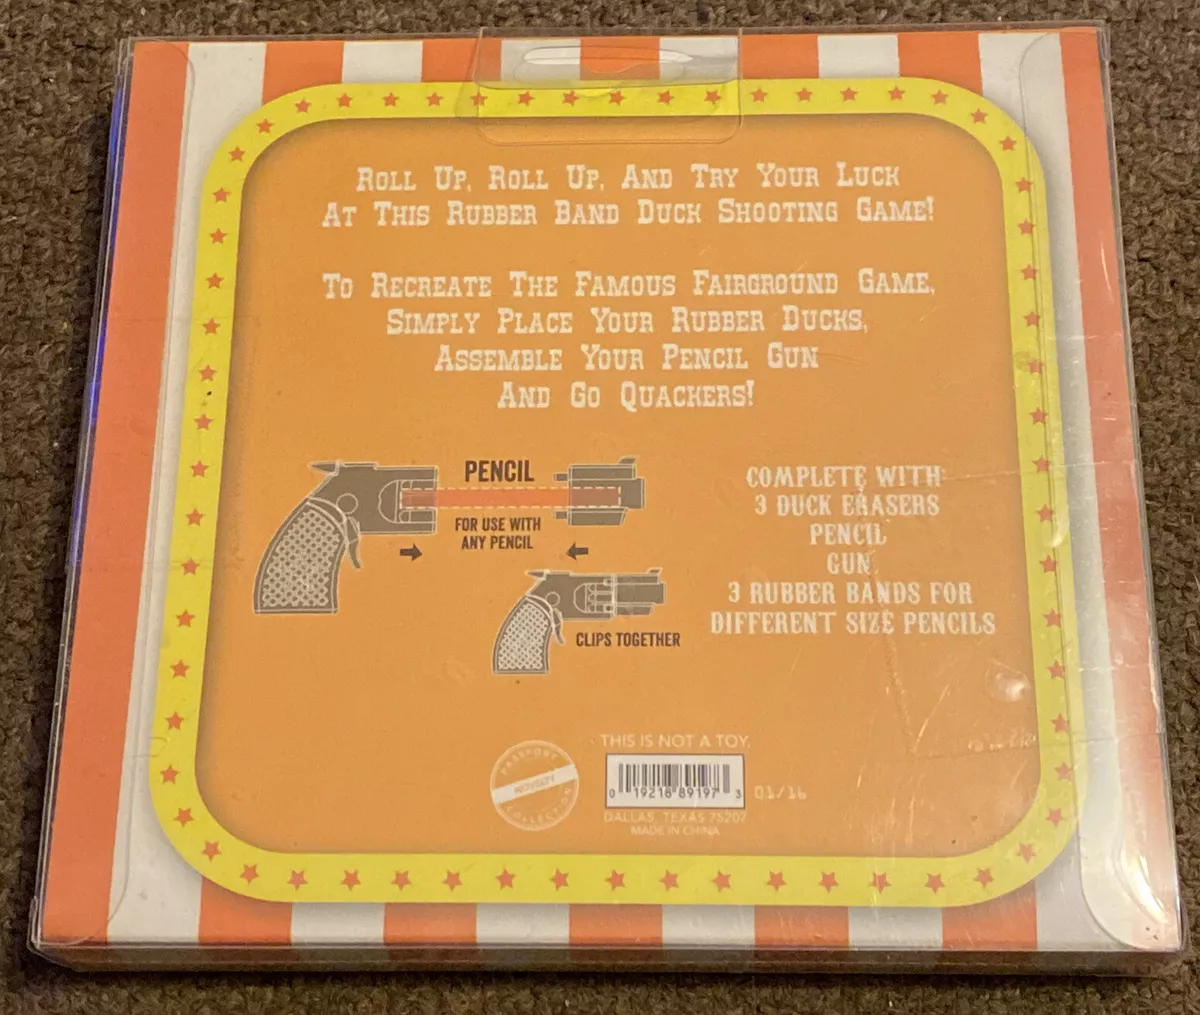 Roll Up, Roll Up, And Try Your Luck
At This Rubber Band Duck Shooting Game!
To Recreate The Famous Fairground Game,
Simply Place Your Rubber Ducks,
Assemble Your Pencil Gun
And Go Quackers!
PENCIL
FOR USE WITH
ANY PENCIL
CLIPS TOGETHER
COMPLETE WITH:
3 DUCK ERASERS
PENCIL
GUN
3 RUBBER BANDS FOR
DIFFERENT SIZE PENCILS
PASSPORT
NOVELTY
COLLECTION
THIS IS NOT A TOY.
0 19218 89197 3
01/16
DALLAS, TEXAS 75207
MADE IN CHINA